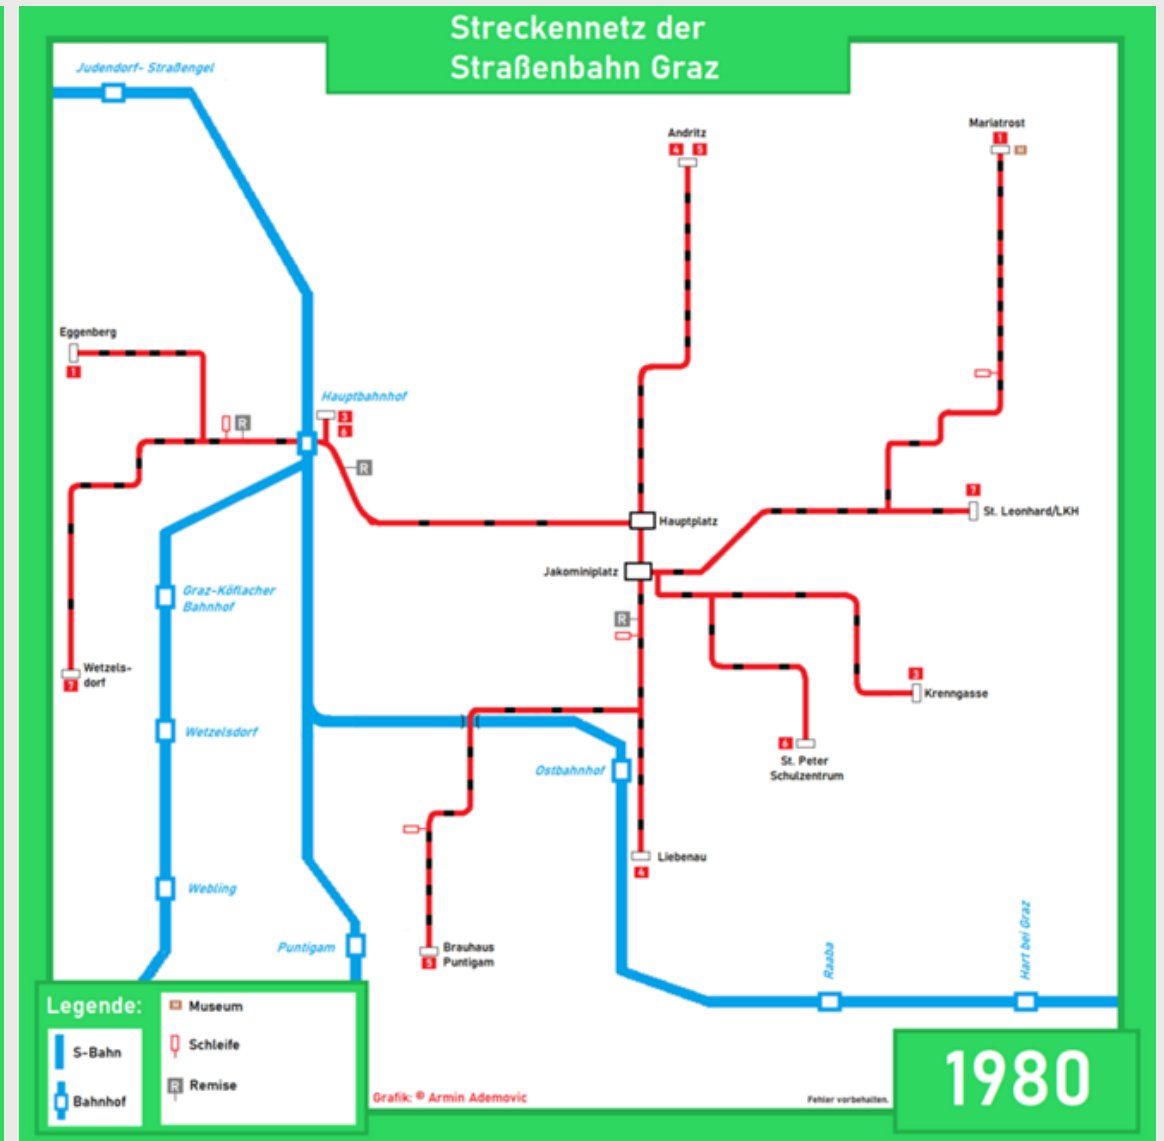 Streckennetz der
Straßenbahn Graz
Judendorf- Straßengel
Mariatrost
1
M
Andritz
4 5
Eggenberg
1
Hauptbahnhof
3
6
R
R
7
St. Leonhard/LKH
Hauptplatz
Jakominiplatz
Graz-Köflacher
Bahnhof
R
Wetzels-
dorf
7
3
Krenngasse
Wetzelsdorf
6
St. Peter
Schulzentrum
Ostbahnhof
Liebenau
4
Webling
Puntigam
Brauhaus
Puntigam
5
Raaba
Hart bei Graz
Legende:
S-Bahn
Bahnhof
M Museum
Schleife
R Remise
Grafik: © Armin Ademovic
Fehler vorbehalten.
1980